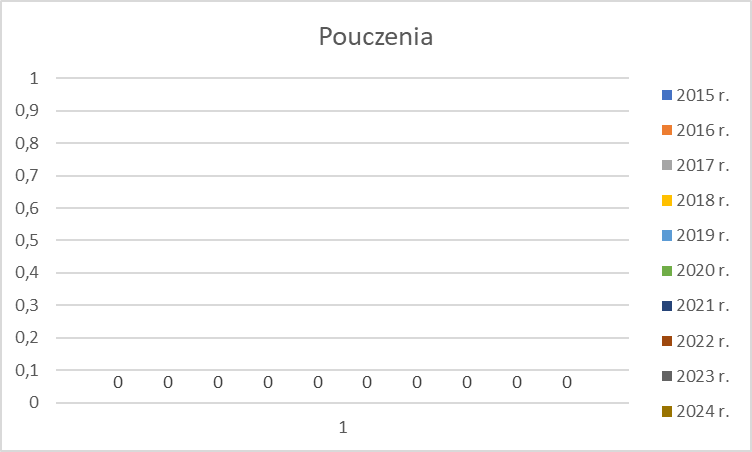 Pouczenia
1
0,9
0,8
0,7
0,6
0,5
0,4
0,3
0,2
0,1
0
0 0 0 0 0 0 0 0 0 0
1
2015 r.
2016 r.
2017 r.
2018 r.
2019 r.
2020 r.
2021 r.
2022 r.
2023 r.
2024 r.